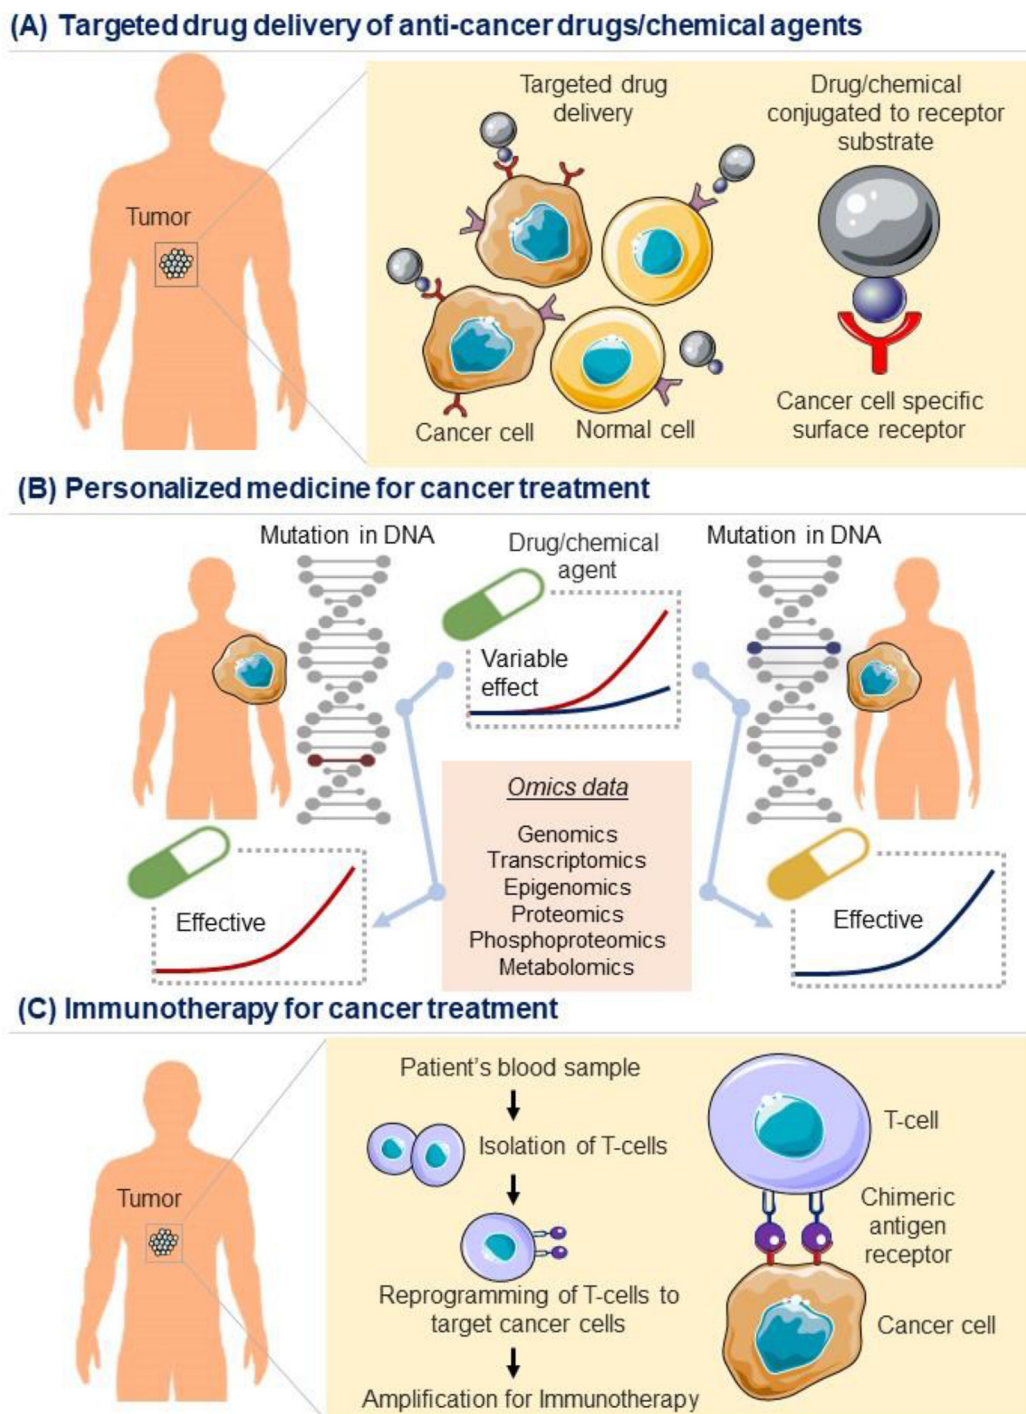 (A) Targeted drug delivery of anti-cancer drugs/chemical agents
Targeted drug
delivery
Drug/chemical
conjugated to receptor
substrate
Tumor
Cancer cell
Normal cell
Cancer cell specific
surface receptor
(B) Personalized medicine for cancer treatment
Mutation in DNA
Drug/chemical
agent
Mutation in DNA
Variable
effect
Omics data
Genomics
Transcriptomics
Epigenomics
Proteomics
Phosphoproteomics
Metabolomics
Effective
Effective
(C) Immunotherapy for cancer treatment
Tumor
Patient's blood sample
Isolation of T-cells
Reprogramming of T-cells to
target cancer cells
Amplification for Immunotherapy
T-cell
Chimeric
antigen
receptor
Cancer cell